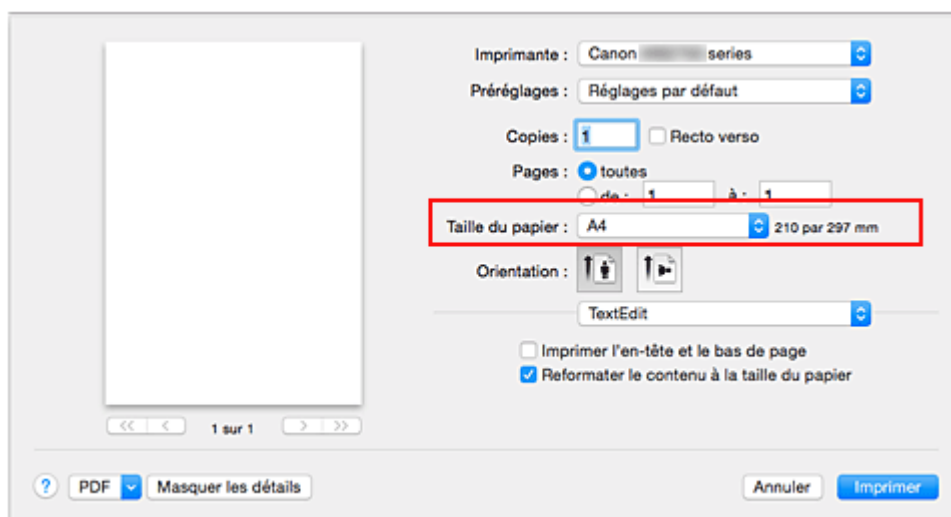 Imprimante : Canon series
Préréglages : Réglages par défaut
Copies : 1 Recto verso
Pages : toutes
de : 1 à : 1
Taille du papier : A4 210 par 297 mm
Orientation :
TextEdit
Imprimer l'en-tête et le bas de page
Reformater le contenu à la taille du papier
1 sur 1
? PDF Masquer les détails Annuler Imprimer